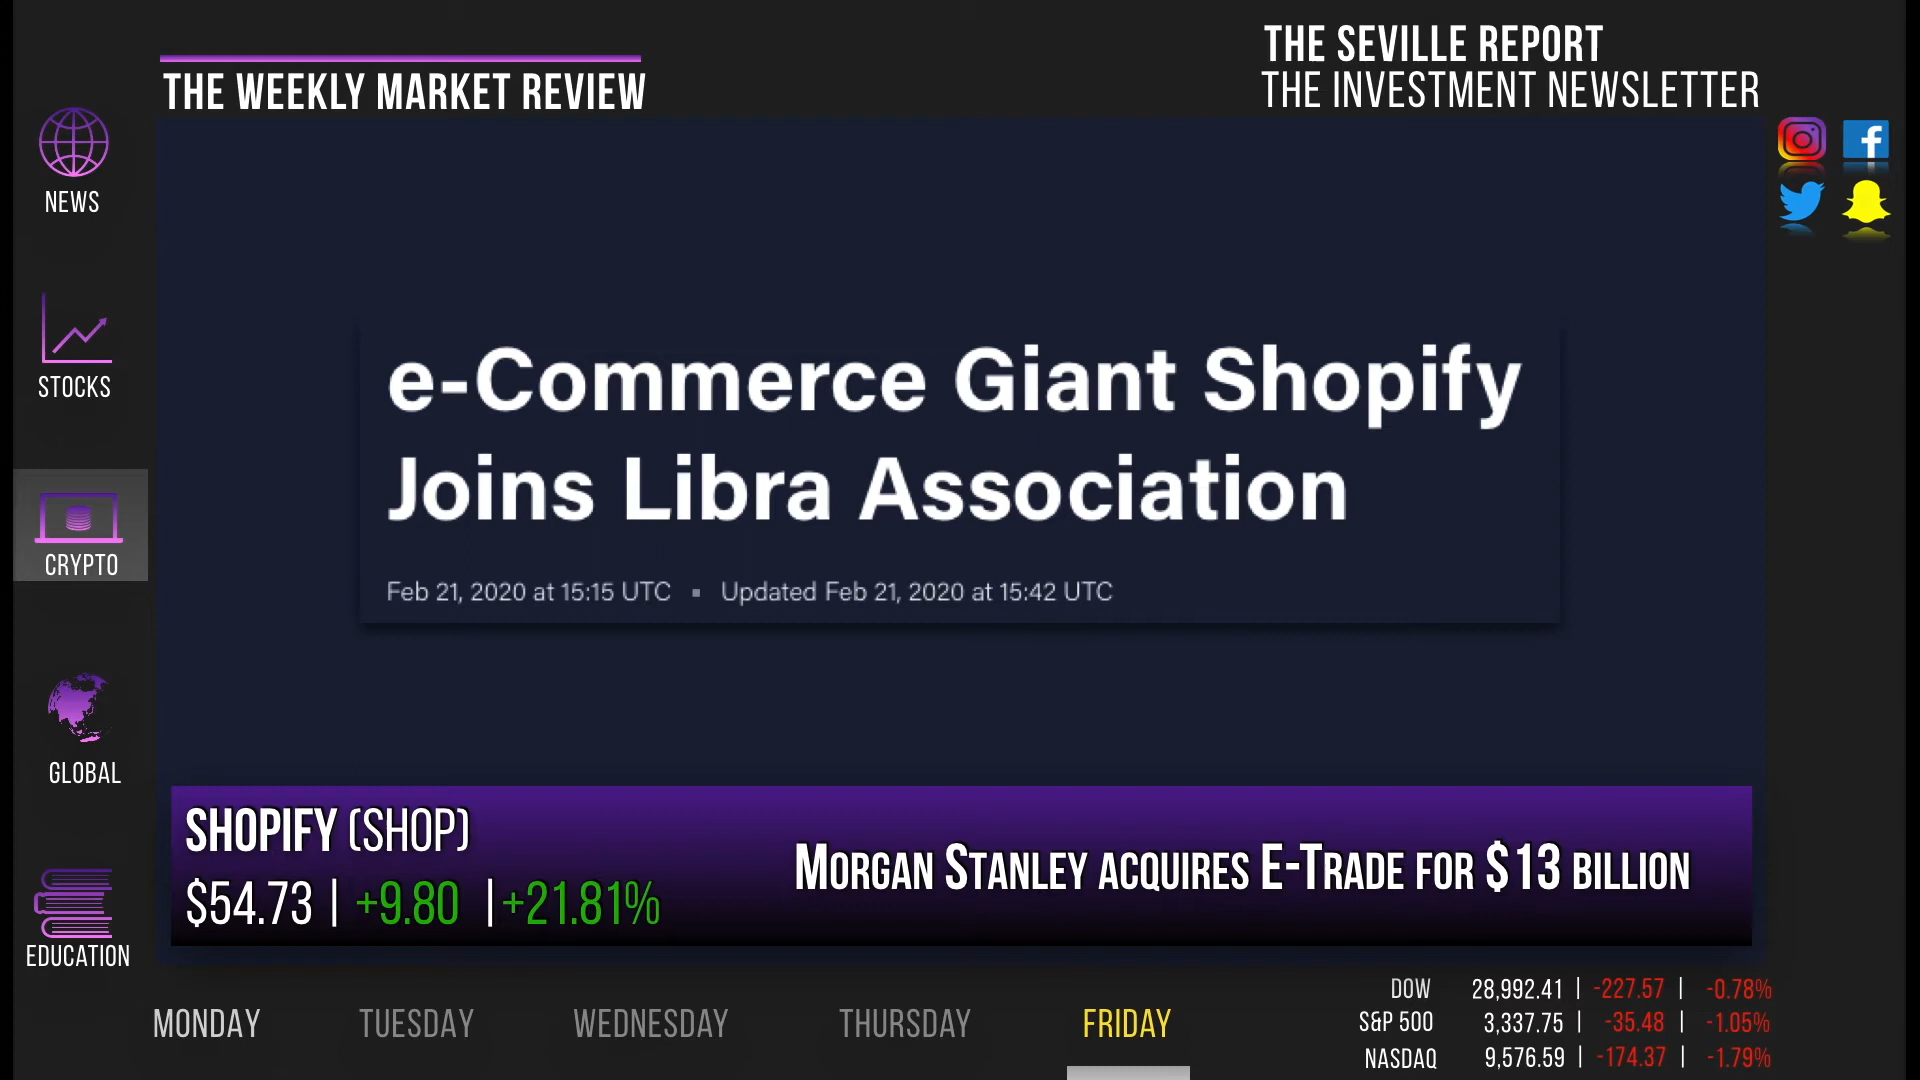 THE WEEKLY MARKET REVIEW
THE SEVILLE REPORT
THE INVESTMENT NEWSLETTER
NEWS
STOCKS
CRYPTO
GLOBAL
EDUCATION
e-Commerce Giant Shopify
Joins Libra Association
Feb 21, 2020 at 15:15 UTC ▪ Updated Feb 21, 2020 at 15:42 UTC
SHOPIFY (SHOP)
$54.73 | +9.80 | +21.81%
MORGAN STANLEY ACQUIRES E-TRADE FOR $13 BILLION
MONDAY TUESDAY WEDNESDAY THURSDAY FRIDAY
DOW 28,992.41 | -227.57 | -0.78%
S&P 500 3,337.75 | -35.48 | -1.05%
NASDAQ 9,576.59 | -174.37 | -1.79%